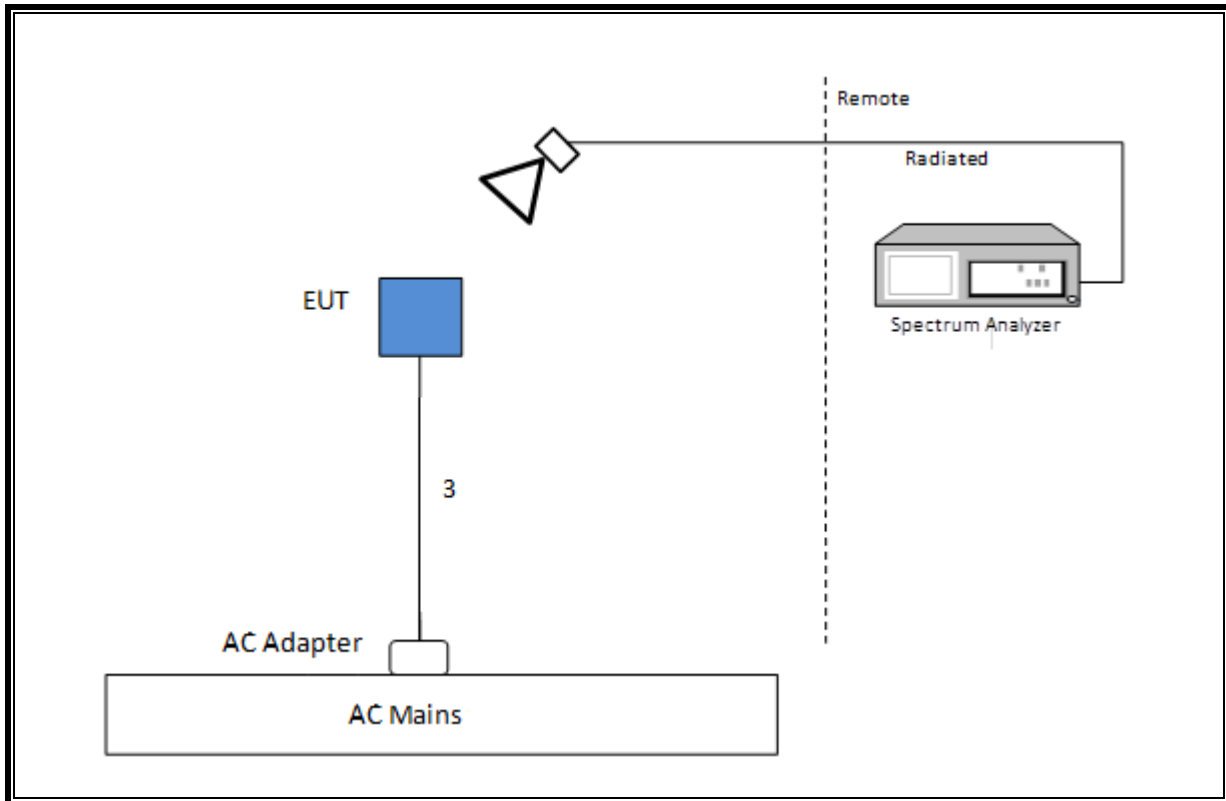 Remote
Radiated
EUT
Spectrum Analyzer
3
AC Adapter
AC Mains